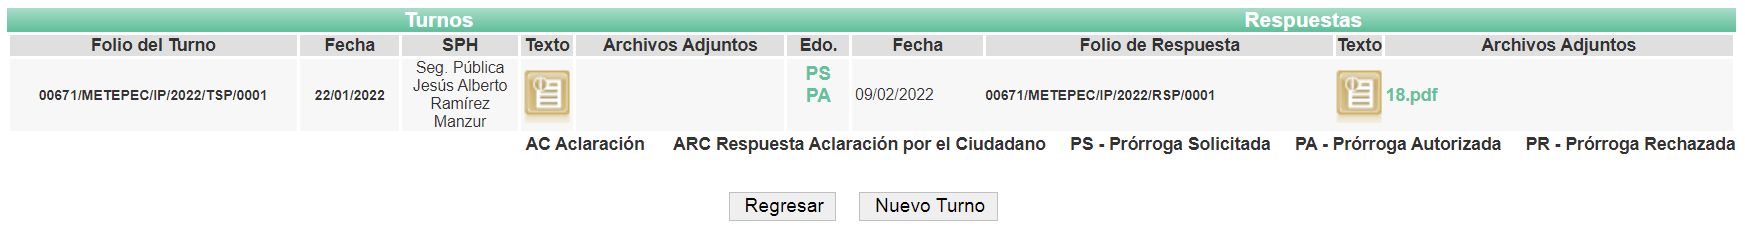 Turnos Respuestas
Folio del Turno Fecha SPH Texto Archivos Adjuntos Edo. Fecha Folio de Respuesta Texto Archivos Adjuntos
00671/METEPEC/IP/2022/TSP/0001 22/01/2022
Seg. Pública
Jesús Alberto
Ramírez
Manzur
PS
PA
09/02/2022 00671/METEPEC/IP/2022/RSP/0001 18.pdf
AC Aclaración ARC Respuesta Aclaración por el Ciudadano PS - Prórroga Solicitada PA - Prórroga Autorizada PR - Prórroga Rechazada
Regresar Nuevo Turno